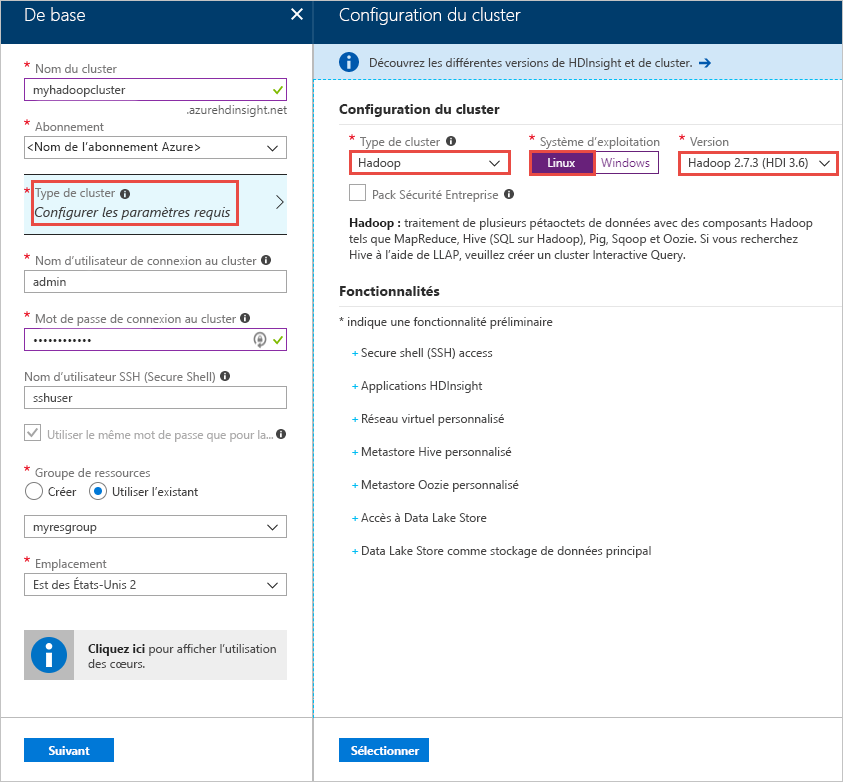 De base
* Nom du cluster
myhadoopcluster
.azurehdinsight.net
* Abonnement
<Nom de l'abonnement Azure>
* Type de cluster
Configurer les paramètres requis
* Nom d'utilisateur de connexion au cluster
admin
* Mot de passe de connexion au cluster
••••••••••••
Nom d'utilisateur SSH (Secure Shell)
sshuser
Utiliser le même mot de passe que pour la...
* Groupe de ressources
Créer Utiliser l'existant
myresgroup
* Emplacement
Est des États-Unis 2
Cliquez ici pour afficher l'utilisation
des cœurs.
Suivant
Configuration du cluster
Découvrez les différentes versions de HDInsight et de cluster. →
Configuration du cluster
* Type de cluster
Hadoop
* Système d'exploitation
Linux Windows
* Version
Hadoop 2.7.3 (HDI 3.6)
Pack Sécurité Entreprise
Hadoop : traitement de plusieurs pétaoctets de données avec des composants Hadoop
tels que MapReduce, Hive (SQL sur Hadoop), Pig, Sqoop et Oozie. Si vous recherchez
Hive à l'aide de LLAP, veuillez créer un cluster Interactive Query.
Fonctionnalités
* indique une fonctionnalité préliminaire
+ Secure shell (SSH) access
+ Applications HDInsight
+ Réseau virtuel personnalisé
+ Metastore Hive personnalisé
+ Metastore Oozie personnalisé
+ Accès à Data Lake Store
+ Data Lake Store comme stockage de données principal
Sélectionner